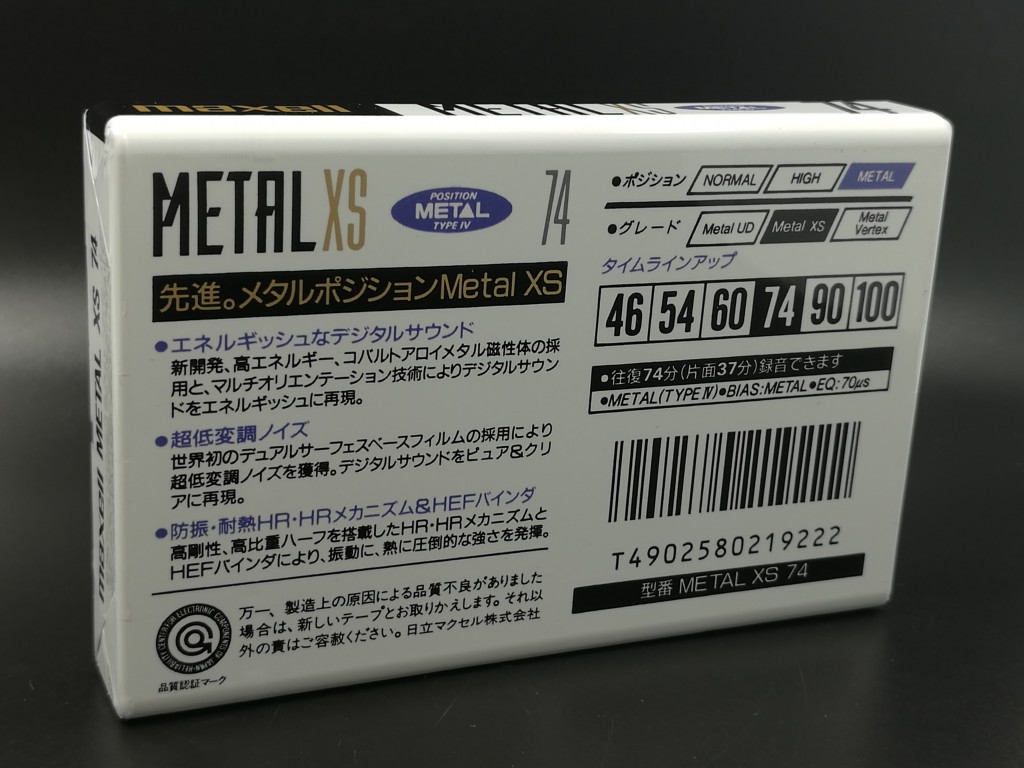 maxell METAL XS METAL 74
maxell METAL XS 74
METAL XS
POSITION
METAL
TYPE IV
74
先進。メタルポジションMetal XS
●エネルギッシュなデジタルサウンド
新開発、高エネルギー、コバルトアロイメタル磁性体の採
用と、マルチオリエンテーション技術によりデジタルサウン
ドをエネルギッシュに再現。
●超低変調ノイズ
世界初のデュアルサーフェスベースフィルムの採用により
超低変調ノイズを獲得。デジタルサウンドをピュア&クリ
アに再現。
●防振・耐熱HR・HRメカニズム&HEFバインダ
高剛性、高比重ハーフを搭載したHR・HRメカニズムと
HEFバインダにより、振動に、熱に圧倒的な強さを発揮。
万一、製造上の原因による品質不良がありました
場合は、新しいテープとお取りかえします。それ以
外の責はご容赦ください。日立マクセル株式会社
RELIABILITY CENTER FOR ELECTRONIC COMPONENTS OF JAPAN
品質認証マーク
●ポジション NORMAL HIGH METAL
●グレード Metal UD Metal XS Metal Vertex
タイムラインアップ
46 54 60 74 90 100
●往復74分(片面37分)録音できます
●METAL(TYPE Ⅳ)●BIAS:METAL●EQ:70μs
T4902580219222
型番 METAL XS 74